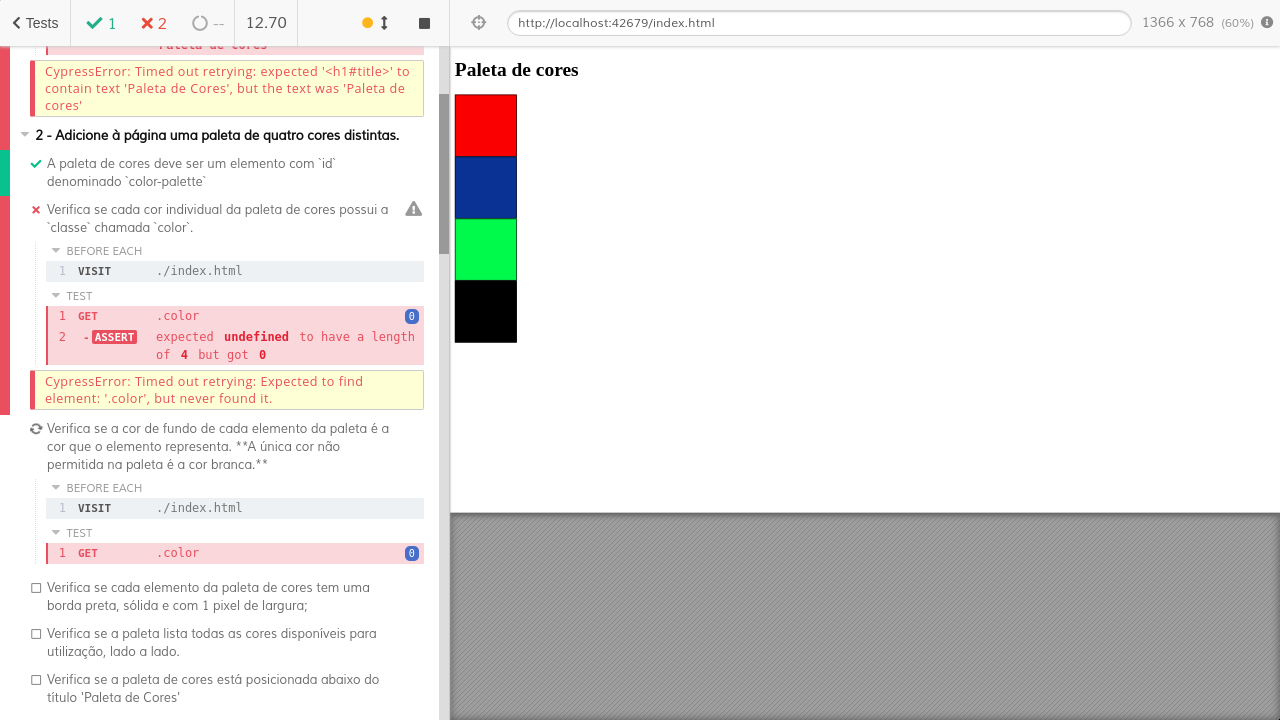 Tests
1
2
--
12.70
http://localhost:42679/index.html
1366 x 768 (60%)
Paleta de cores
CypressError: Timed out retrying: expected '<h1#title>' to
contain text 'Paleta de Cores', but the text was 'Paleta de
cores'
2 - Adicione à página uma paleta de quatro cores distintas.
A paleta de cores deve ser um elemento com `id`
denominado `color-palette`
Verifica se cada cor individual da paleta de cores possui a
`classe` chamada `color`.
BEFORE EACH
1 VISIT ./index.html
TEST
1 GET .color 0
2 -ASSERT expected undefined to have a length
of 4 but got 0
CypressError: Timed out retrying: Expected to find
element: '.color', but never found it.
Verifica se a cor de fundo de cada elemento da paleta é a
cor que o elemento representa. **A única cor não
permitida na paleta é a cor branca.**
BEFORE EACH
1 VISIT ./index.html
TEST
1 GET .color 0
Verifica se cada elemento da paleta de cores tem uma
borda preta, sólida e com 1 pixel de largura;
Verifica se a paleta lista todas as cores disponíveis para
utilização, lado a lado.
Verifica se a paleta de cores está posicionada abaixo do
título 'Paleta de Cores'
Paleta de cores